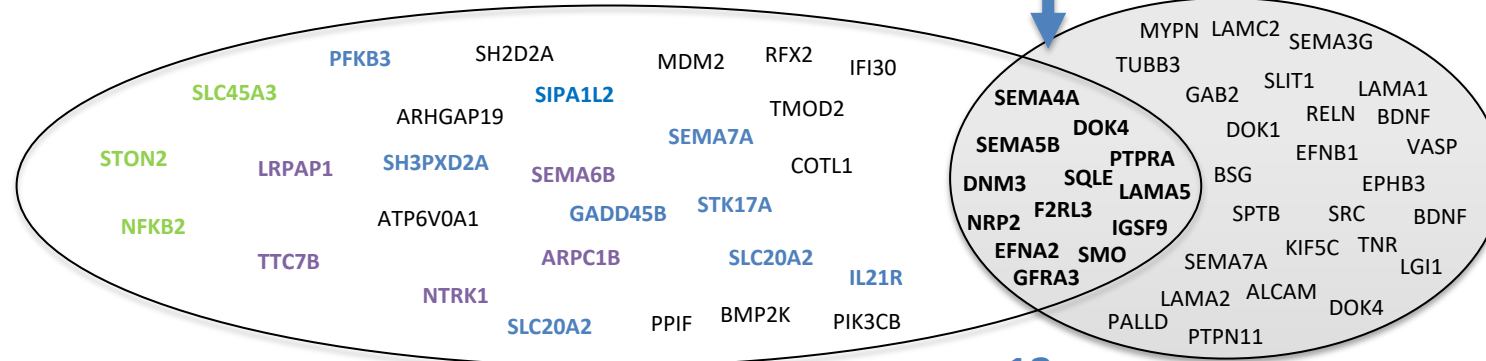 PFKB3
SH2D2A
MDM2
RFX2
IFI30
SLC45A3
SIPA1L2
ARHGAP19
TMOD2
SEMA7A
STON2
LRPAP1
SH3PXD2A
SEMA6B
COTL1
GADD45B
STK17A
NFKB2
ATP6V0A1
TTC7B
ARPC1B
SLC20A2
IL21R
NTRK1
SLC20A2
PPIF
BMP2K
PIK3CB
SEMA4A
DOK4
SEMA5B
PTPRA
SQLE
DNM3
LAMA5
F2RL3
NRP2
IGSF9
EFNA2
SMO
GFRA3
MYPN
LAMC2
SEMA3G
TUBB3
SLIT1
GAB2
LAMA1
RELN
BDNF
DOK1
VASP
EFNB1
BSG
EPHB3
SPTB
SRC
BDNF
KIF5C
TNR
SEMA7A
LGI1
LAMA2
ALCAM
DOK4
PALLD
PTPN11